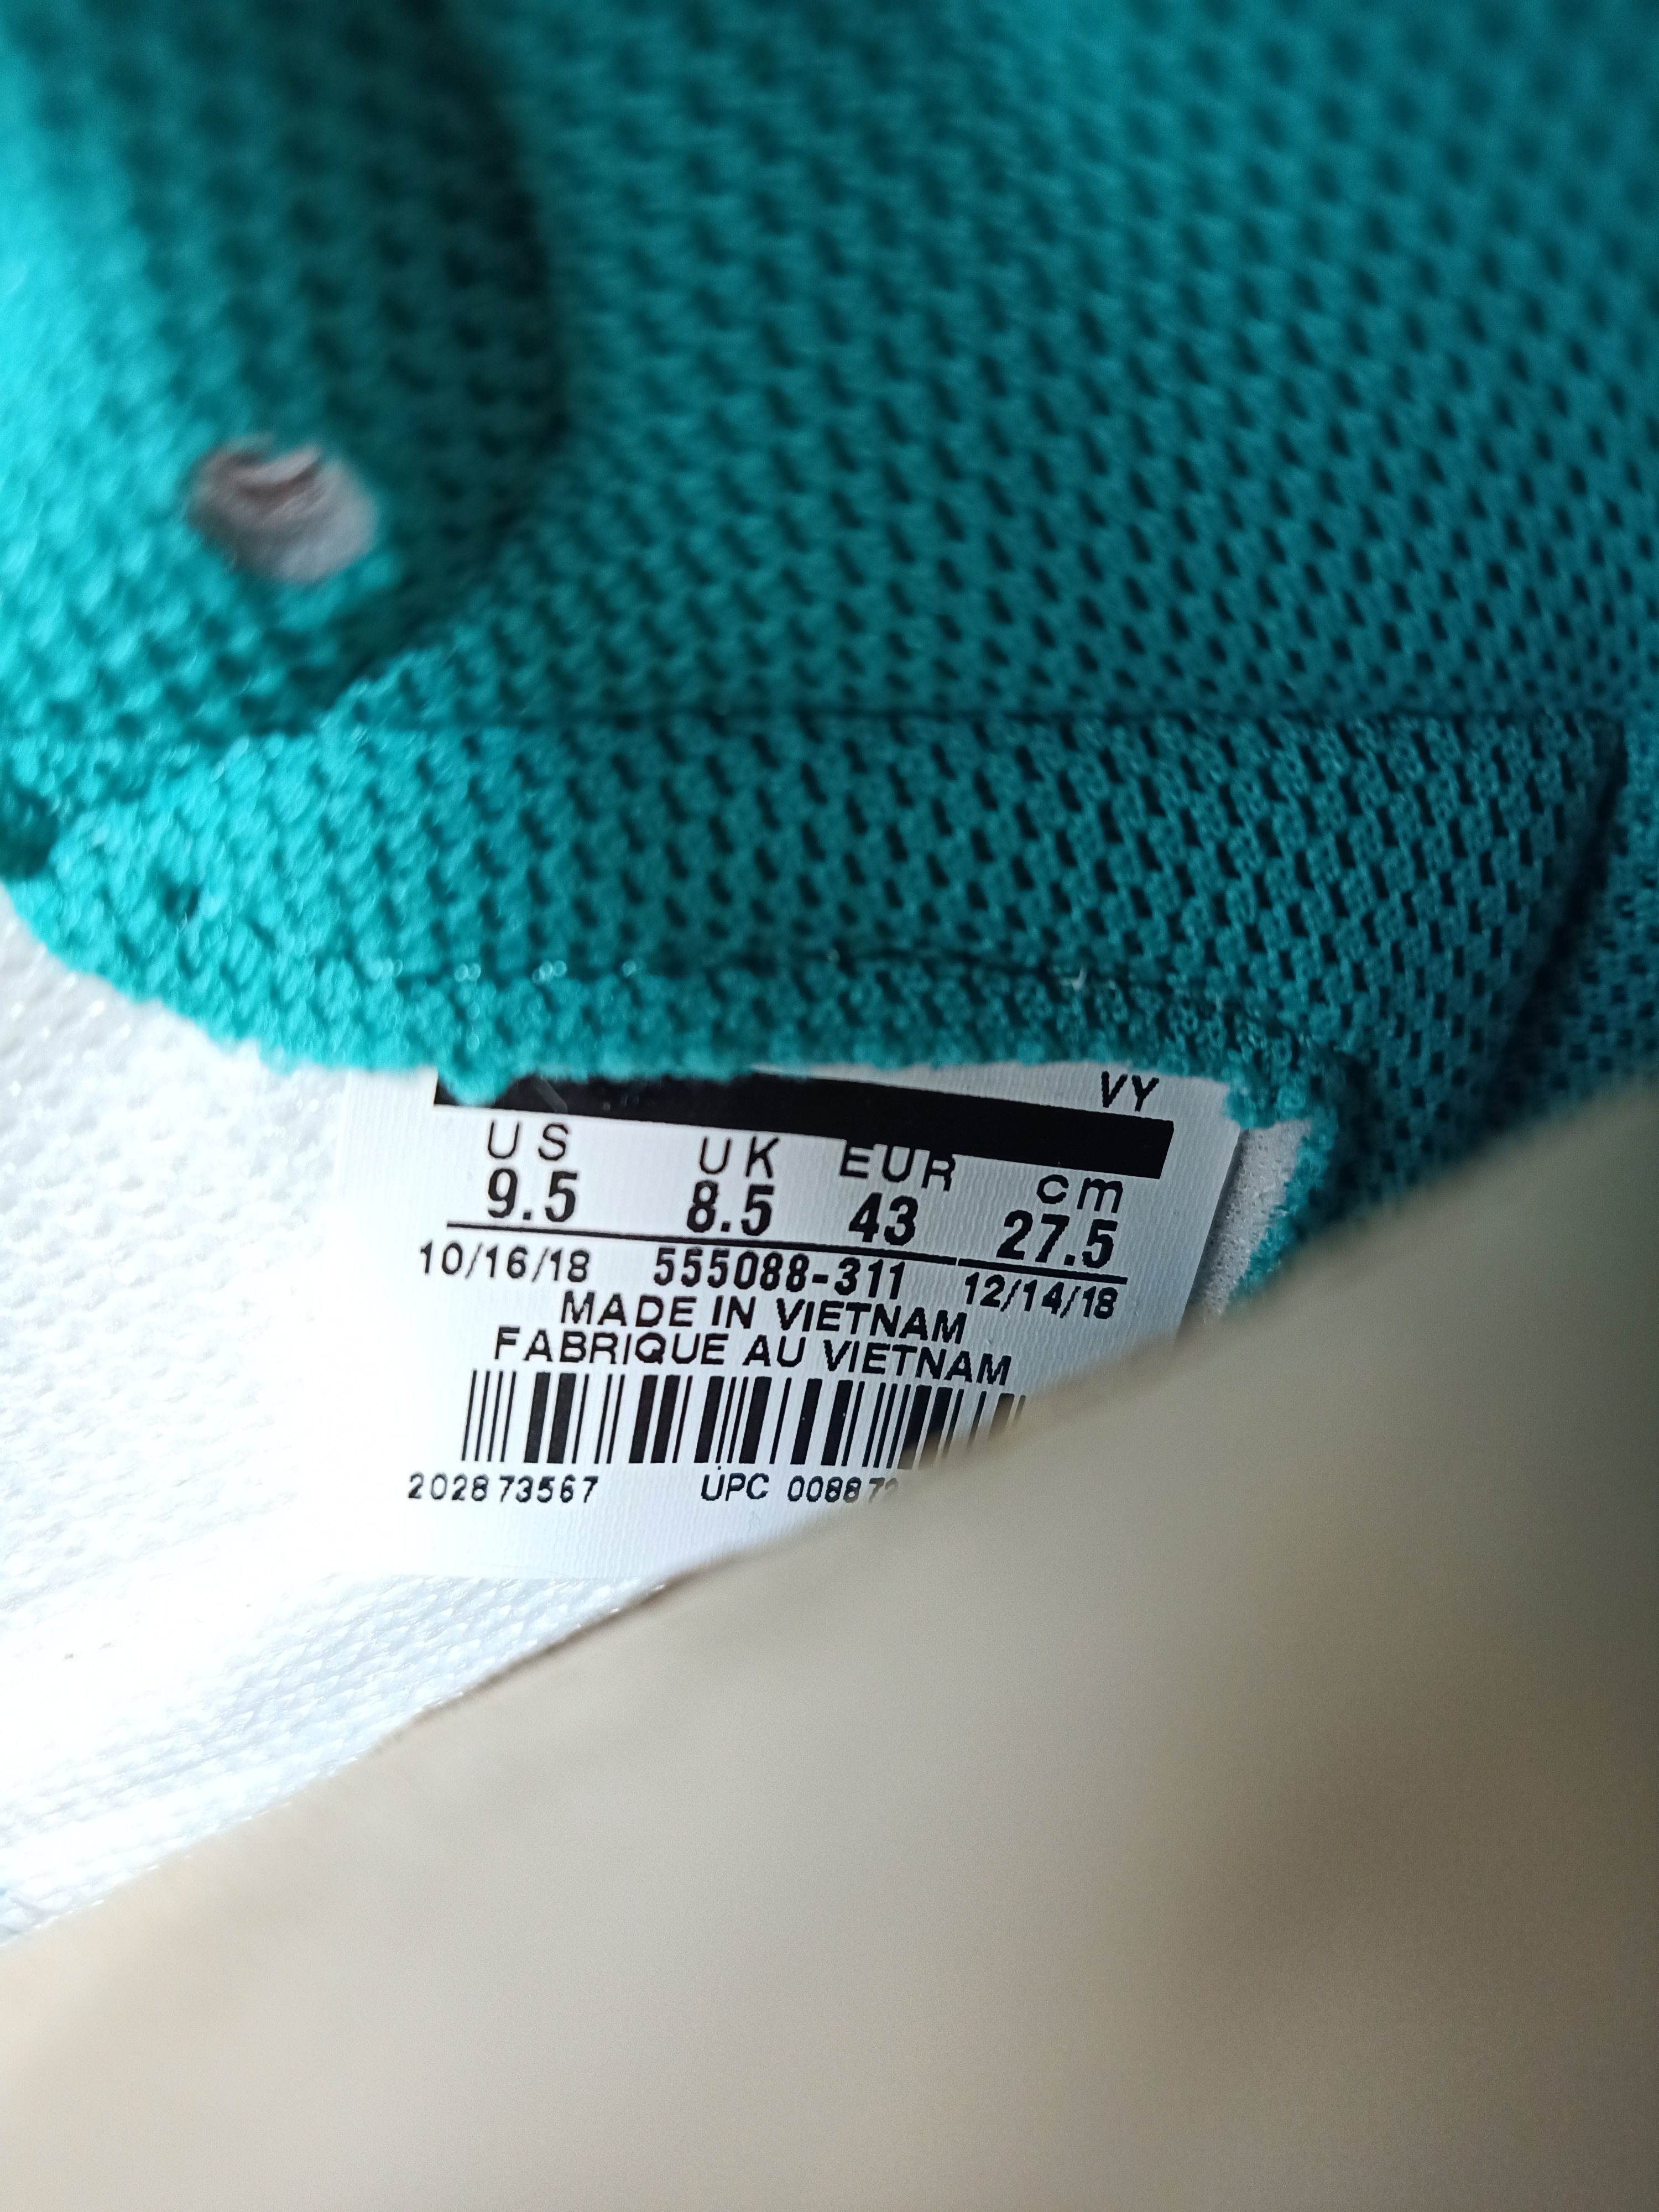 VY
US UK EUR cm
9.5 8.5 43 27.5
10/16/18 555088-311 12/14/18
MADE IN VIETNAM
FABRIQUE AU VIETNAM
202873567 UPC 00887